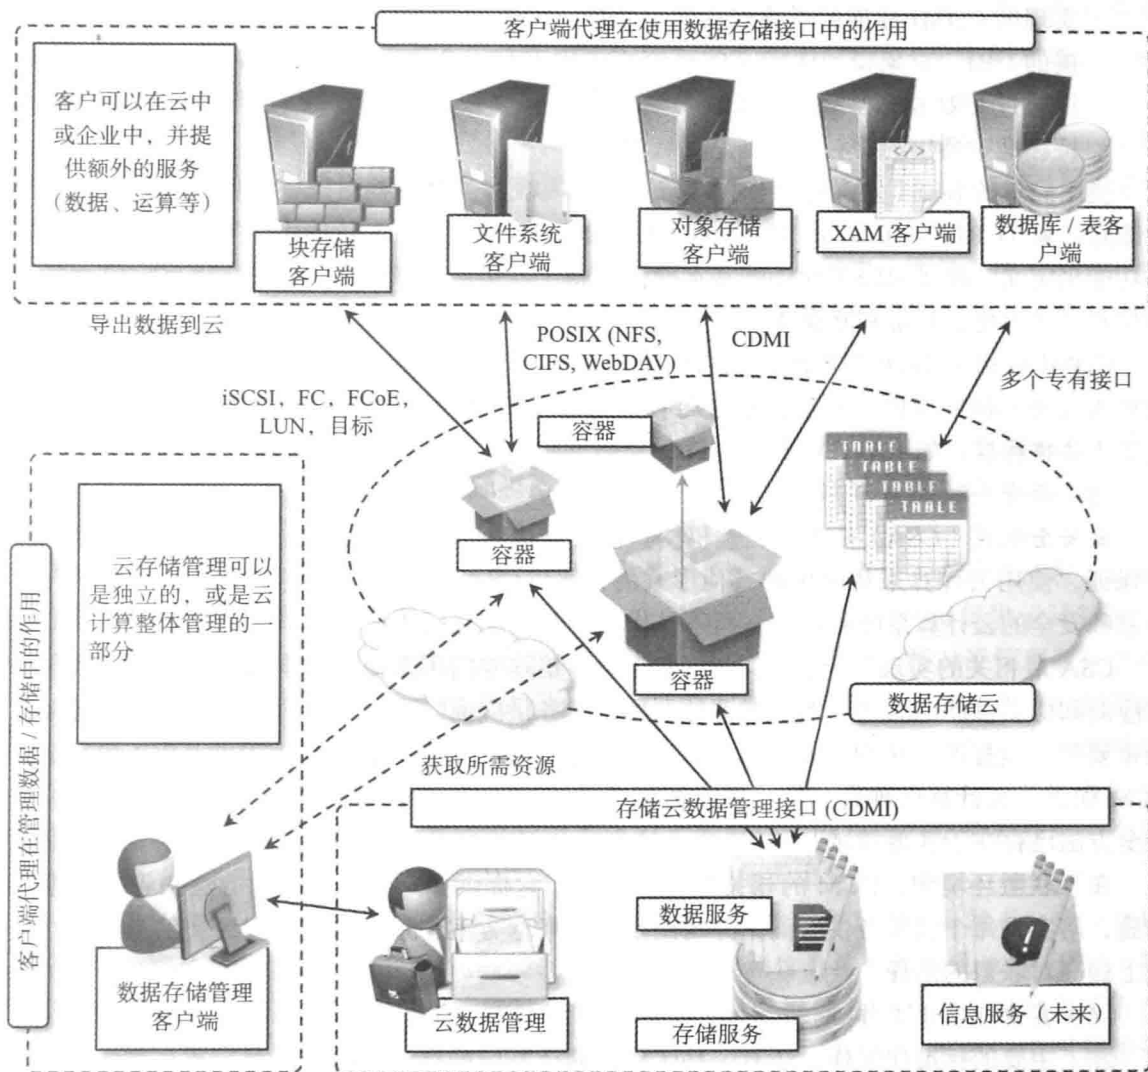 客户端代理在使用数据存储接口中的作用
客户可以在云中
或企业中，并提
供额外的服务
（数据、运算等）
块存储
客户端
文件系统
客户端
对象存储
客户端
</>
XAM 客户端
数据库 / 表客
户端
导出数据到云
iSCSI，FC，FCoE，
LUN，目标
POSIX (NFS,
CIFS, WebDAV)
CDMI
多个专有接口
容器
TABLE
TABLE
TABLE
TABLE
容器
容器
数据存储云
客户端代理在管理数据 / 存储中的作用
云存储管理可以
是独立的，或是云
计算整体管理的一
部分
获取所需资源
存储云数据管理接口 (CDMI)
数据存储管理
客户端
云数据管理
数据服务
存储服务
!
信息服务（未来）